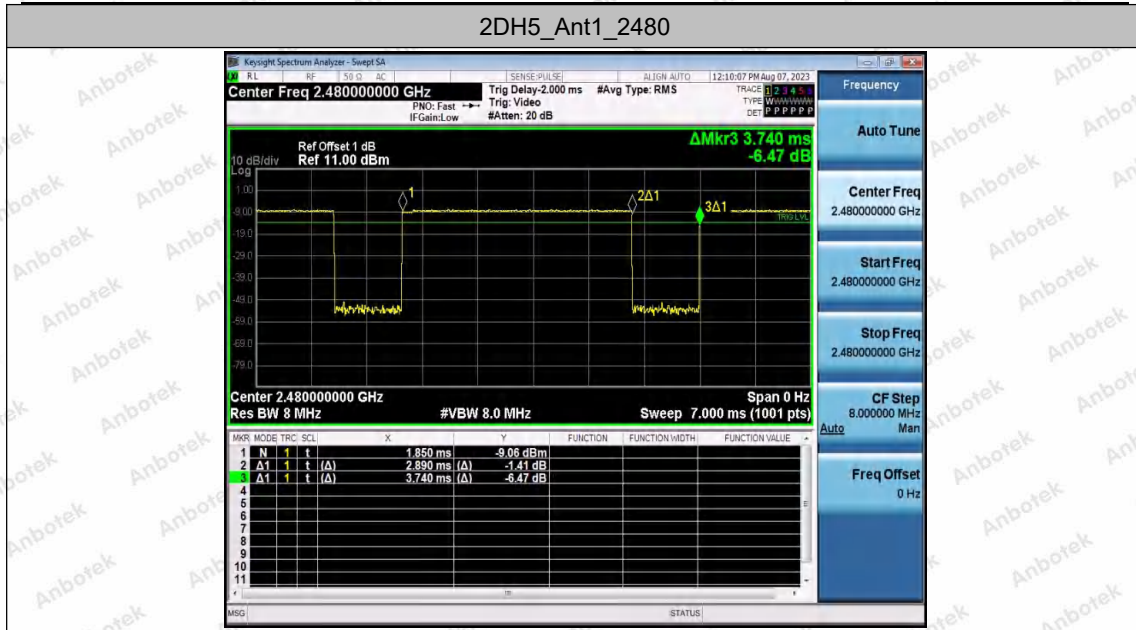 2DH5_Ant1_2480
Keysight Spectrum Analyzer - Swept SA
RL RF 50 Ω AC SENSE:PULSE ALIGN AUTO 12:10:07 PM Aug 07, 2023
Center Freq 2.480000000 GHz
PNO: Fast
IFGain:Low
Trig Delay-2.000 ms
Trig: Video
#Atten: 20 dB
#Avg Type: RMS
TRACE 1 2 3 4 5 6
TYPE WWWWWW
DET P P P P P P
ΔMkr3 3.740 ms
-6.47 dB
Ref Offset 1 dB
10 dB/div Ref 11.00 dBm
Log
1.00
-9.00
-19.0
-29.0
-39.0
-49.0
-59.0
-69.0
-79.0
1
2Δ1
3Δ1
TRIG LVL
Center 2.480000000 GHz Span 0 Hz
Res BW 8 MHz #VBW 8.0 MHz Sweep 7.000 ms (1001 pts)
MKR MODE TRC SCL X Y FUNCTION FUNCTION WIDTH FUNCTION VALUE
1 N 1 t 1.850 ms -9.06 dBm
2 Δ1 1 t (Δ) 2.890 ms (Δ) -1.41 dB
3 Δ1 1 t (Δ) 3.740 ms (Δ) -6.47 dB
4
5
6
7
8
9
10
11
MSG STATUS
Frequency
Auto Tune
Center Freq
2.480000000 GHz
Start Freq
2.480000000 GHz
Stop Freq
2.480000000 GHz
CF Step
8.000000 MHz
Auto Man
Freq Offset
0 Hz
Anbotek